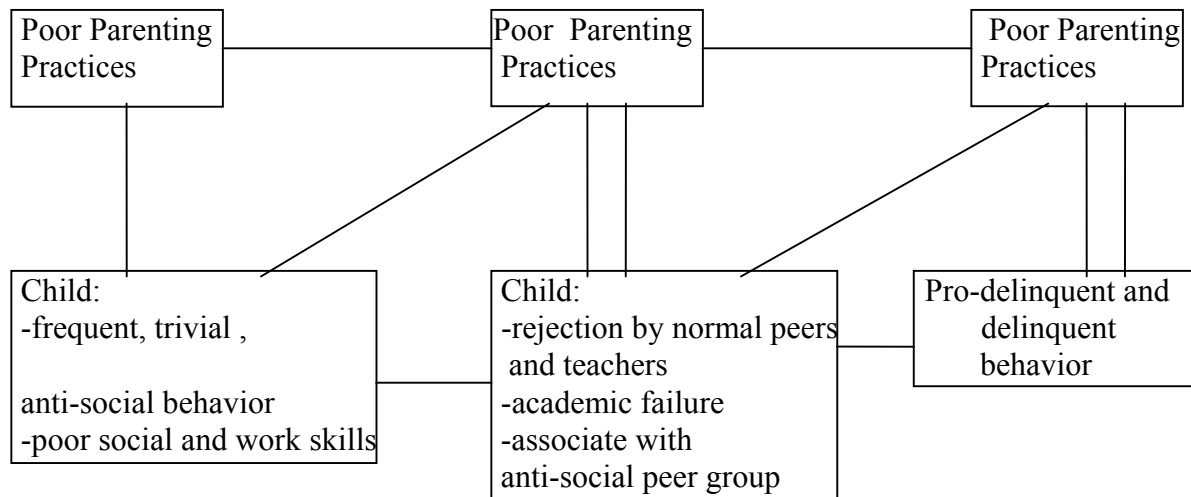 Poor Parenting
Practices
Poor Parenting
Practices
Poor Parenting
Practices
Child:
-frequent, trivial ,
anti-social behavior
-poor social and work skills
Child:
-rejection by normal peers
and teachers
-academic failure
-associate with
anti-social peer group
Pro-delinquent and
delinquent
behavior